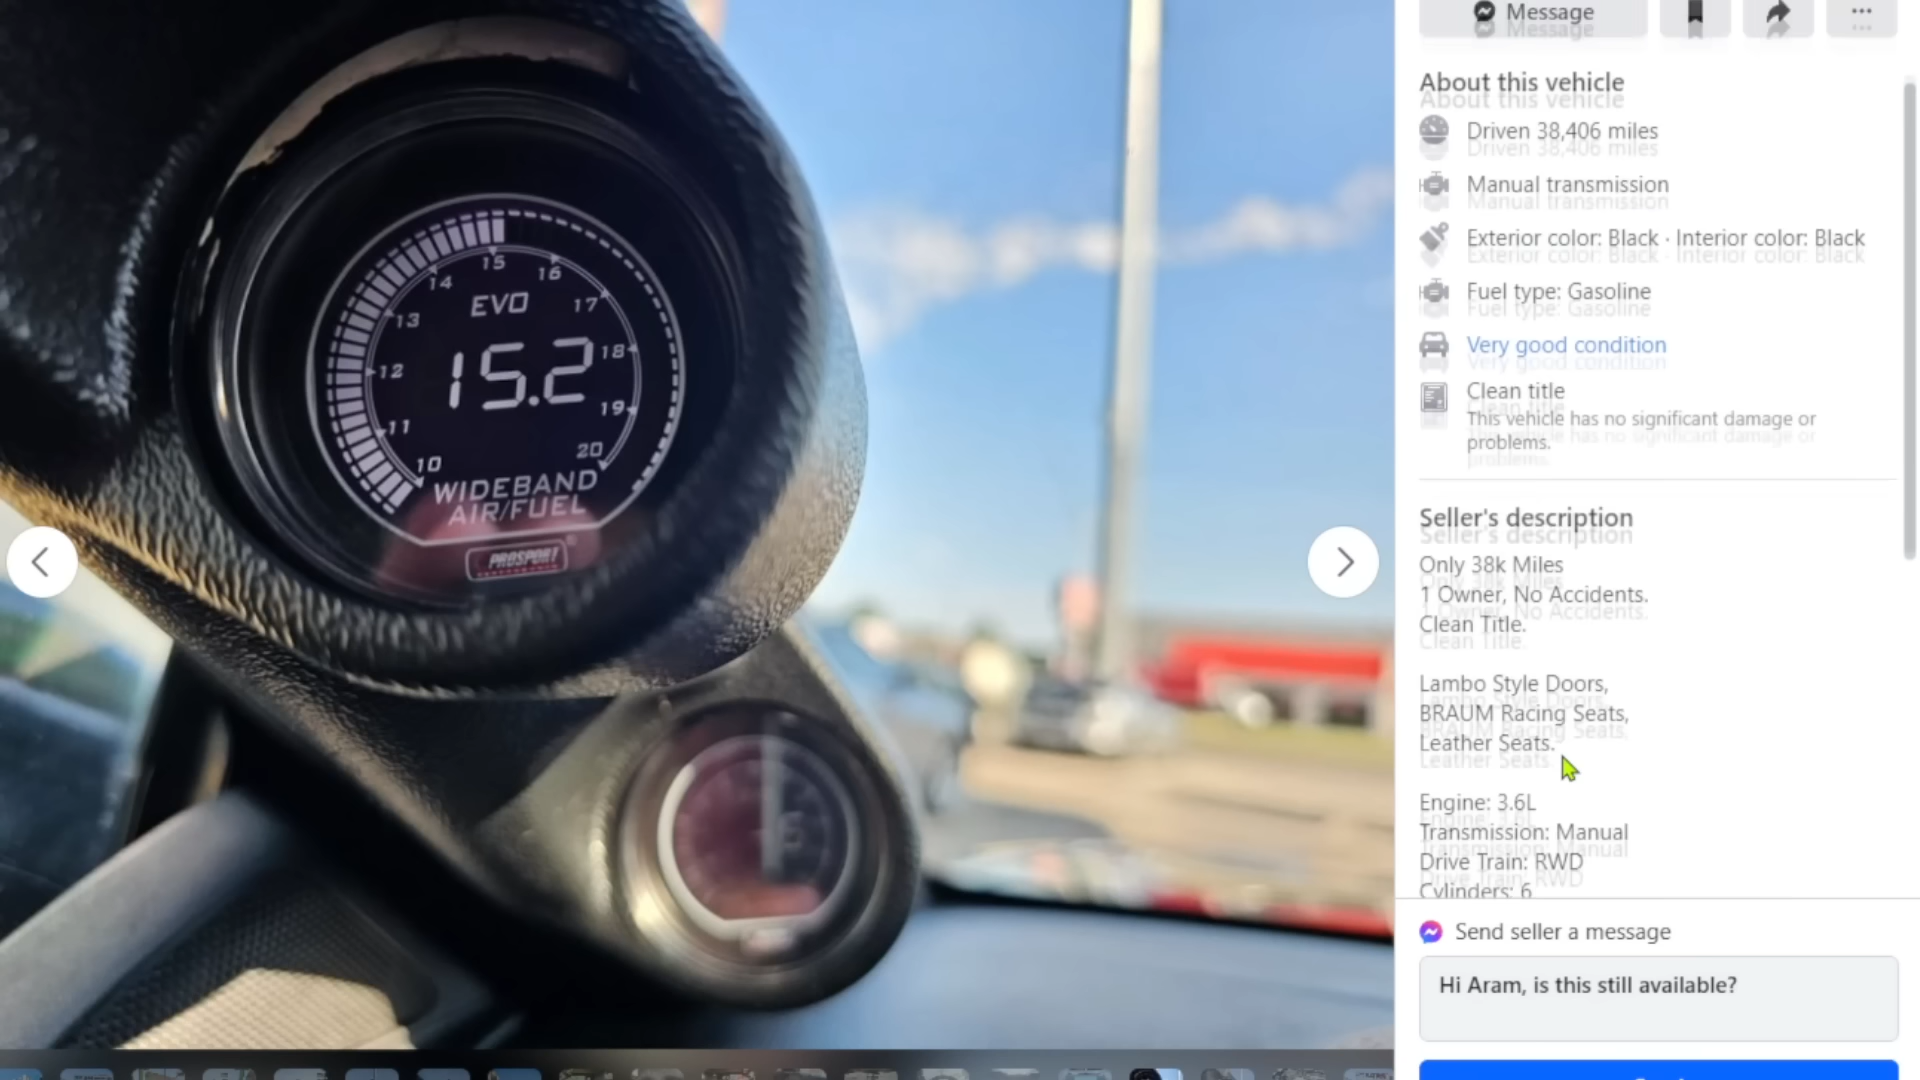 15
14
16
EVO
17
13
15.2
18
12
19
11
20
10
WIDEBAND
AIR/FUEL
PROSPORT
Message
About this vehicle
Driven 38,406 miles
Manual transmission
Exterior color: Black · Interior color: Black
Fuel type: Gasoline
Very good condition
Clean title
This vehicle has no significant damage or
problems.
Seller's description
Only 38k Miles
1 Owner, No Accidents.
Clean Title.
Lambo Style Doors,
BRAUM Racing Seats,
Leather Seats.
Engine: 3.6L
Transmission: Manual
Drive Train: RWD
Cylinders: 6
Send seller a message
Hi Aram, is this still available?